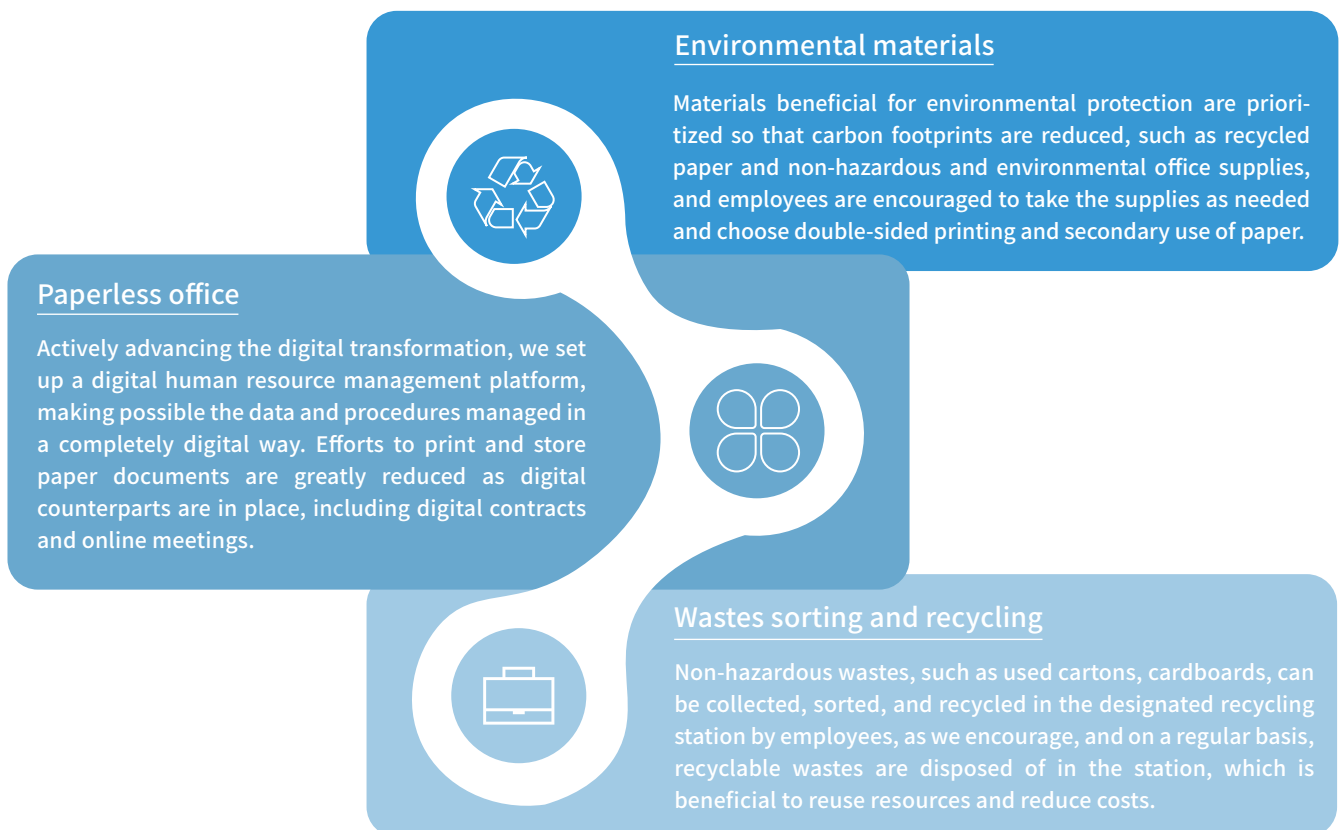 Environmental materials
Materials beneficial for environmental protection are priori-
tized so that carbon footprints are reduced, such as recycled
paper and non-hazardous and environmental office supplies,
and employees are encouraged to take the supplies as needed
and choose double-sided printing and secondary use of paper.
Paperless office
Actively advancing the digital transformation, we set
up a digital human resource management platform,
making possible the data and procedures managed in
a completely digital way. Efforts to print and store
paper documents are greatly reduced as digital
counterparts are in place, including digital contracts
and online meetings.
Wastes sorting and recycling
Non-hazardous wastes, such as used cartons, cardboards, can
be collected, sorted, and recycled in the designated recycling
station by employees, as we encourage, and on a regular basis,
recyclable wastes are disposed of in the station, which is
beneficial to reuse resources and reduce costs.